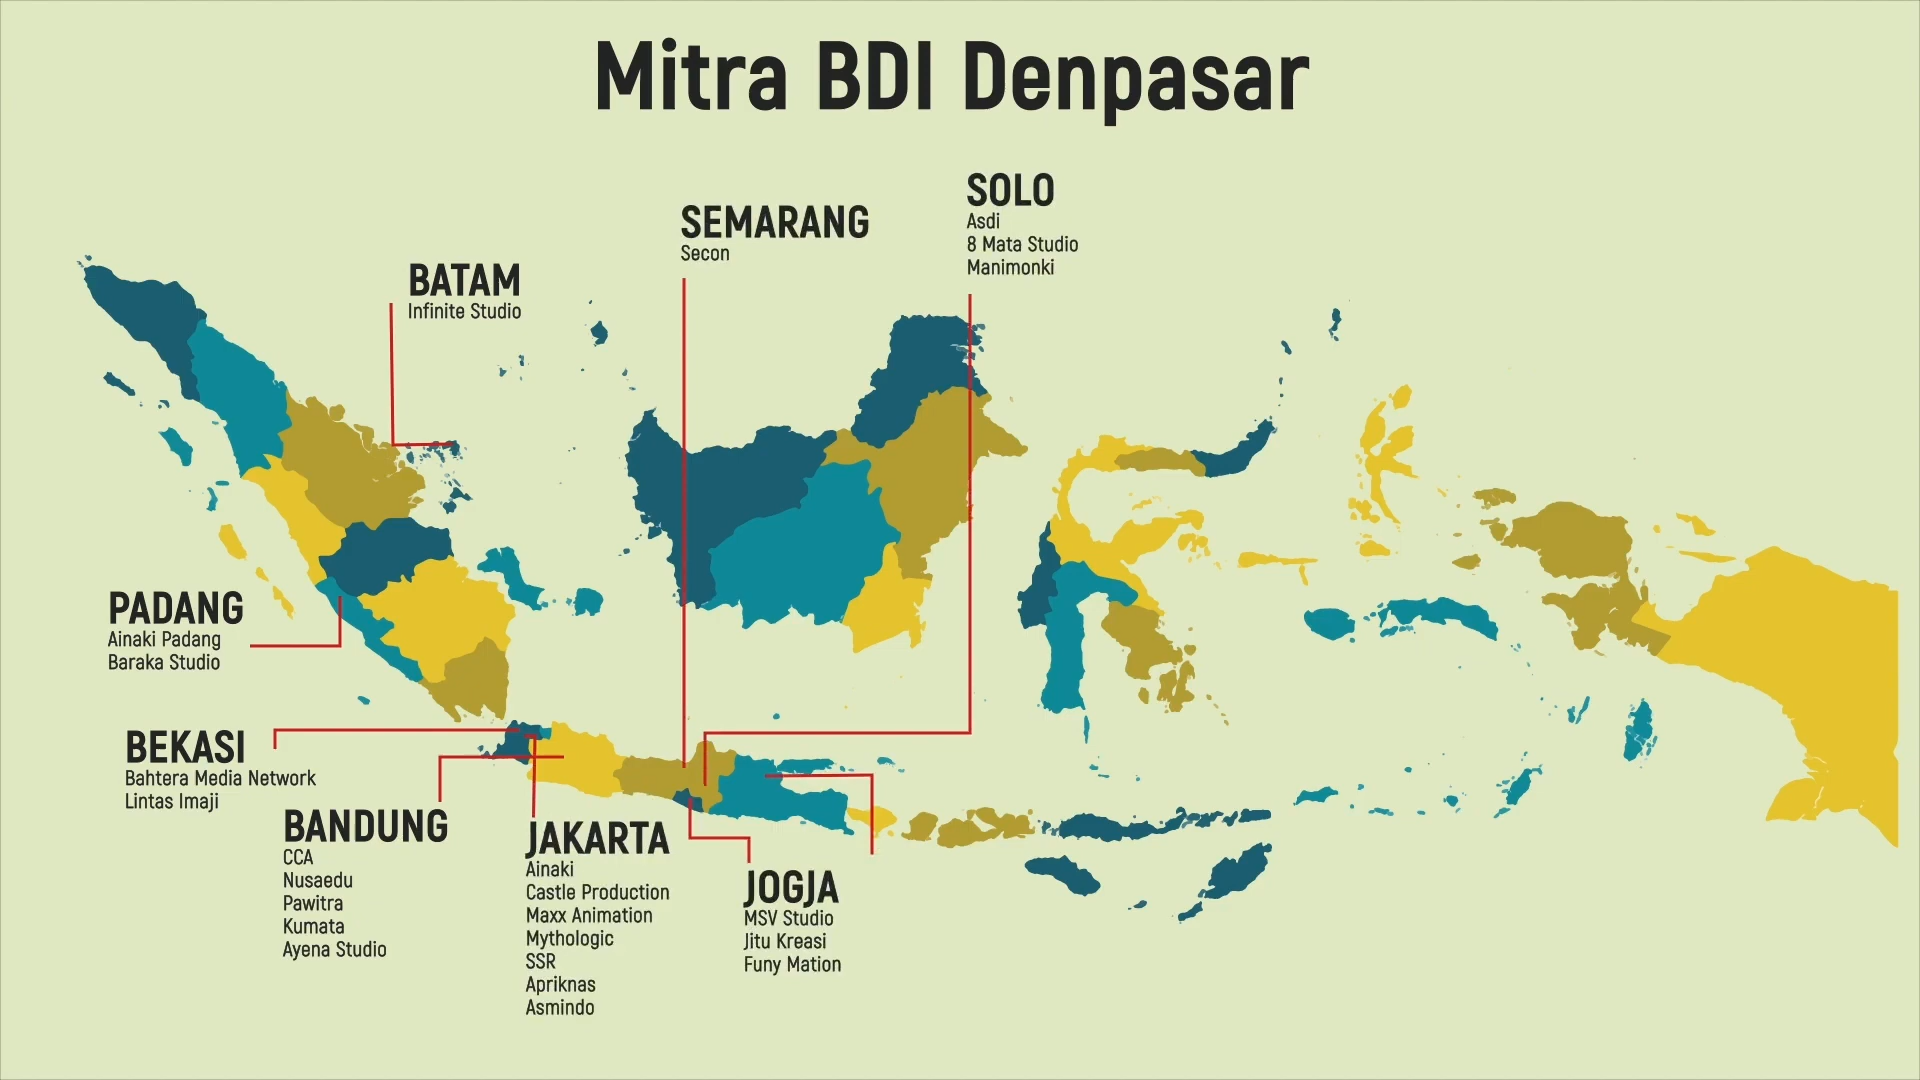 Mitra BDI Denpasar
SOLO
Asdi
8 Mata Studio
Manimonki
SEMARANG
Secon
BATAM
Infinite Studio
PADANG
Ainaki Padang
Baraka Studio
BEKASI
Bahtera Media Network
Lintas Imaji
BANDUNG
CCA
Nusaedu
Pawitra
Kumata
Ayena Studio
JAKARTA
Ainaki
Castle Production
Maxx Animation
Mythologic
SSR
Apriknas
Asmindo
JOGJA
MSV Studio
Jitu Kreasi
Funy Mation